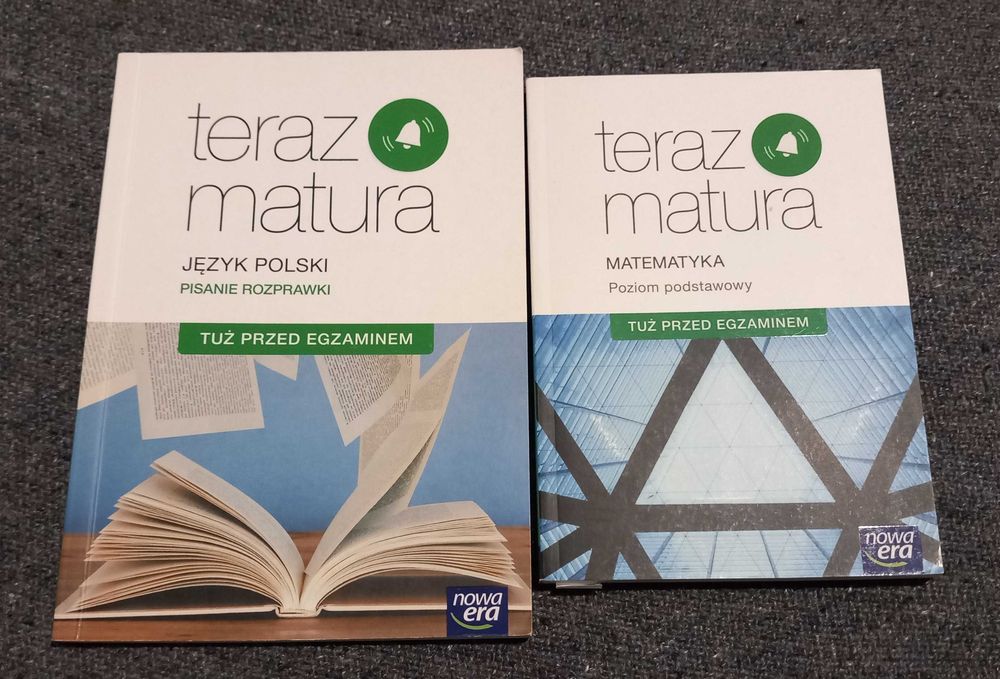 teraz
matura
JĘZYK POLSKI
PISANIE ROZPRAWKI
TUŻ PRZED EGZAMINEM
nowa
era
teraz
matura
MATEMATYKA
Poziom podstawowy
TUŻ PRZED EGZAMINEM
nowa
era